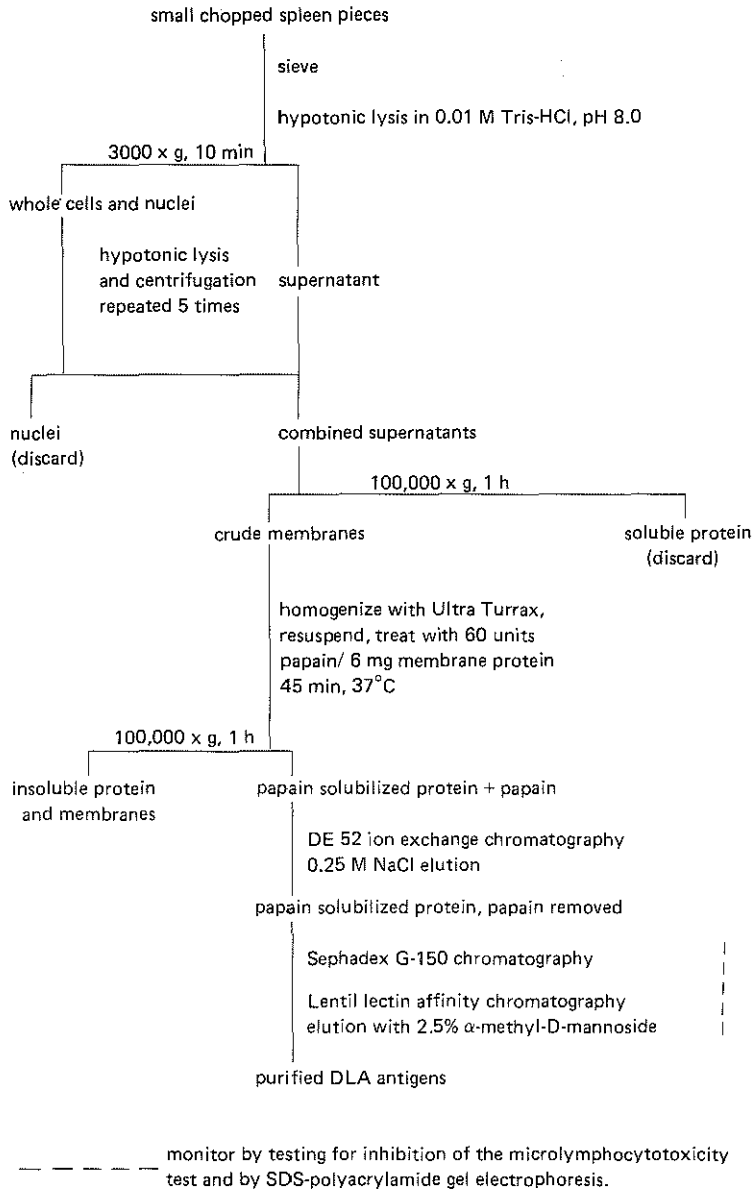 small chopped spleen pieces
sieve
hypotonic lysis in 0.01 M Tris-HCl, pH 8.0
3000 x g, 10 min
whole cells and nuclei
hypotonic lysis
and centrifugation
repeated 5 times
supernatant
nuclei
(discard)
combined supernatants
100,000 x g, 1 h
crude membranes
soluble protein
(discard)
homogenize with Ultra Turrax,
resuspend, treat with 60 units
papain/ 6 mg membrane protein
45 min, 37°C
100,000 x g, 1 h
insoluble protein
and membranes
papain solubilized protein + papain
DE 52 ion exchange chromatography
0.25 M NaCl elution
papain solubilized protein, papain removed
Sephadex G-150 chromatography
Lentil lectin affinity chromatography
elution with 2.5% α-methyl-D-mannoside
purified DLA antigens
monitor by testing for inhibition of the microlymphocytotoxicity
test and by SDS-polyacrylamide gel electrophoresis.